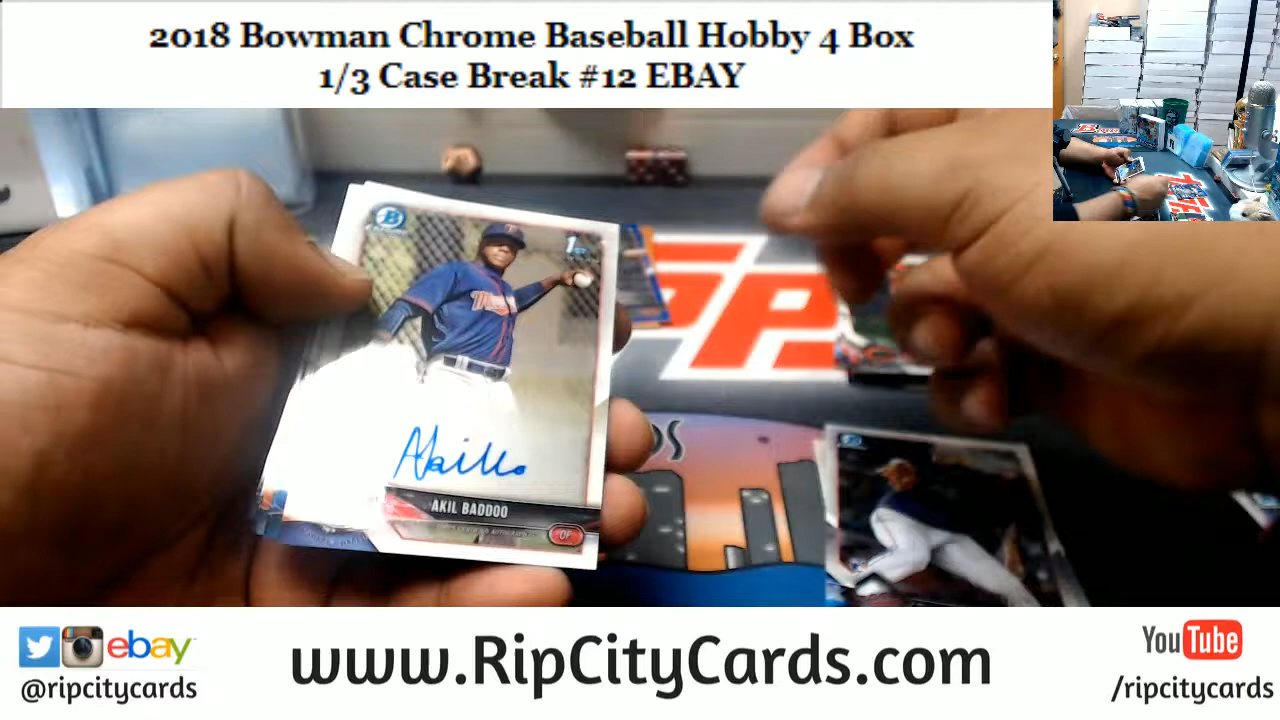 2018 Bowman Chrome Baseball Hobby 4 Box
1/3 Case Break #12 EBAY
1st
AKIL BADDOO
OF
ebay
@ripcitycards
www.RipCityCards.com
YouTube
/ripcitycards